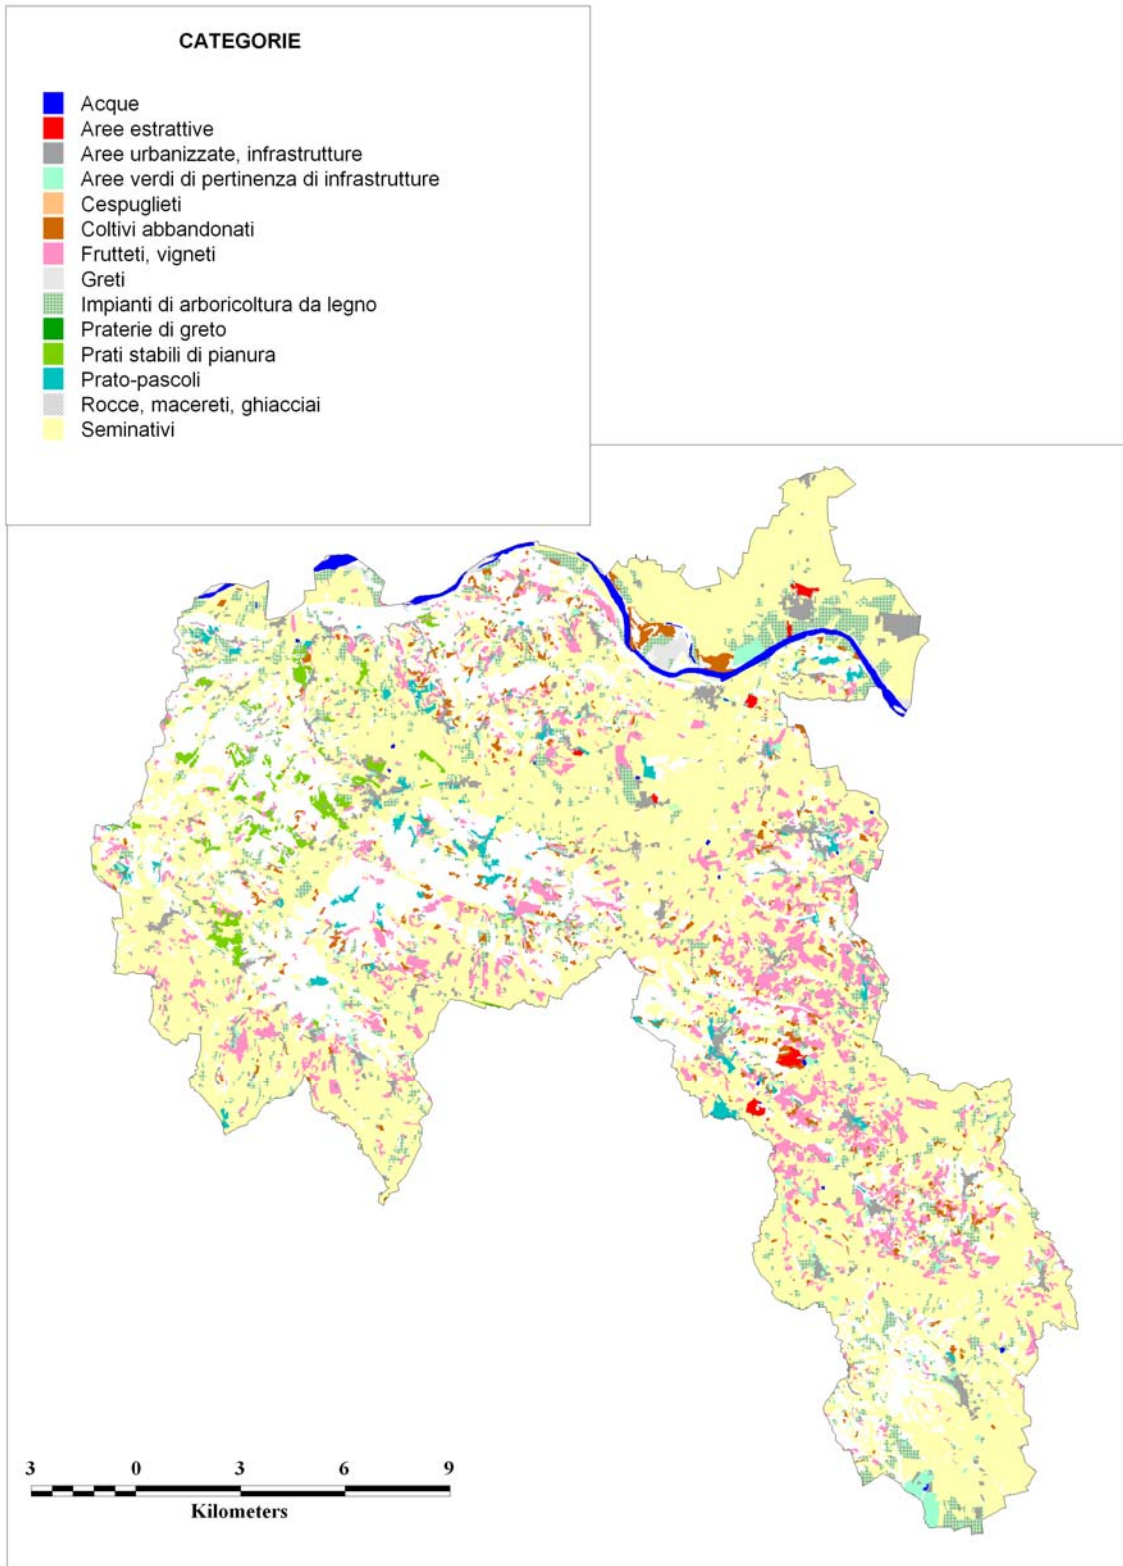 CATEGORIE
Acque
Aree estrattive
Aree urbanizzate, infrastrutture
Aree verdi di pertinenza di infrastrutture
Cespuglieti
Coltivi abbandonati
Frutteti, vigneti
Greti
Impianti di arboricoltura da legno
Praterie di greto
Prati stabili di pianura
Prato-pascoli
Rocce, macereti, ghiacciai
Seminativi
3 0 3 6 9
Kilometers